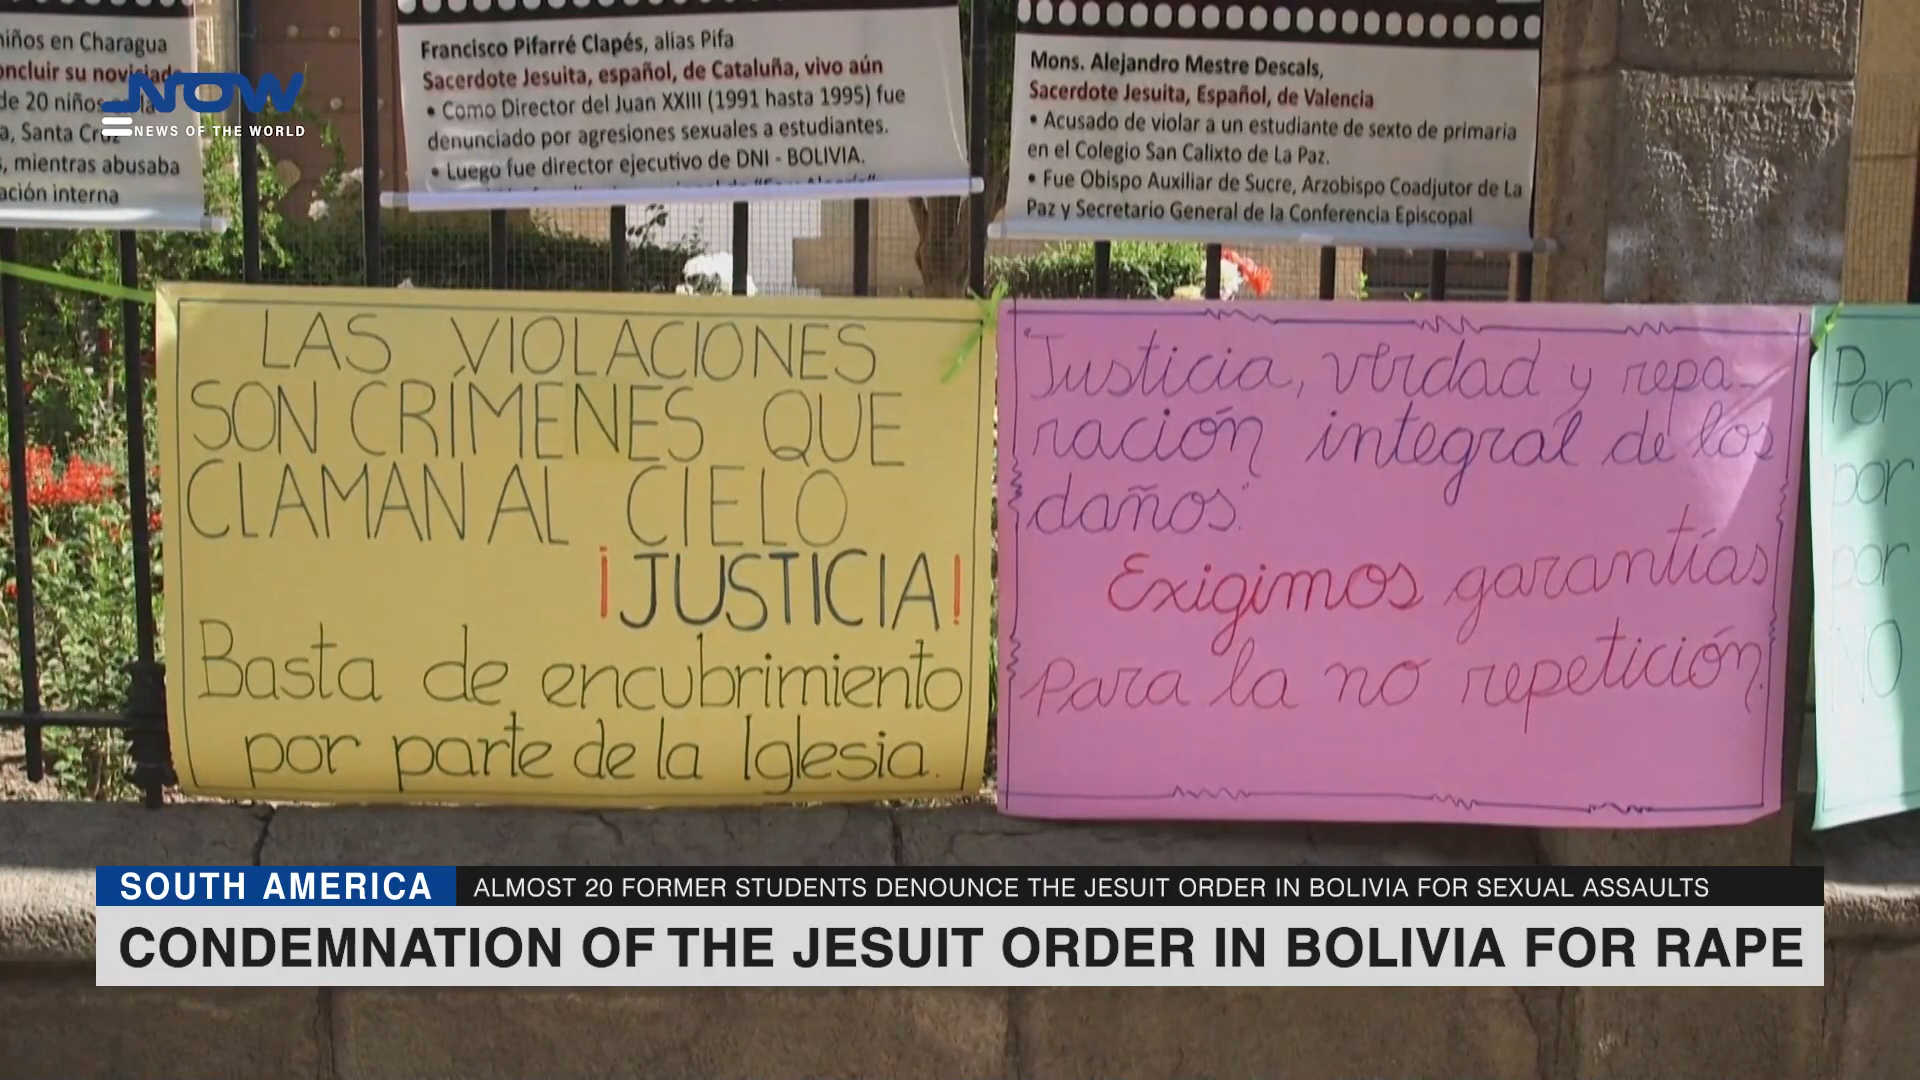 niños en Charagua
concluir su noviciado
de 20 niños
a, Santa Cruz
s, mientras abusaba
ación interna
Francisco Pifarré Clapés, alias Pifa
Sacerdote Jesuita, español, de Cataluña, vivo aún
• Como Director del Juan XXIII (1991 hasta 1995) fue
denunciado por agresiones sexuales a estudiantes.
• Luego fue director ejecutivo de DNI - BOLIVIA.
Mons. Alejandro Mestre Descals,
Sacerdote Jesuita, Español, de Valencia
• Acusado de violar a un estudiante de sexto de primaria
en el Colegio San Calixto de La Paz.
• Fue Obispo Auxiliar de Sucre, Arzobispo Coadjutor de La
Paz y Secretario General de la Conferencia Episcopal
NOW
NEWS OF THE WORLD
LAS VIOLACIONES
SON CRÍMENES QUE
CLAMAN AL CIELO
¡JUSTICIA!
Basta de encubrimiento
por parte de la Iglesia.
"Justicia, verdad y repa-
ración integral de los
daños."
Exigimos garantías
Para la no repetición.
Por
por
por
NO
SOUTH AMERICA
ALMOST 20 FORMER STUDENTS DENOUNCE THE JESUIT ORDER IN BOLIVIA FOR SEXUAL ASSAULTS
CONDEMNATION OF THE JESUIT ORDER IN BOLIVIA FOR RAPE